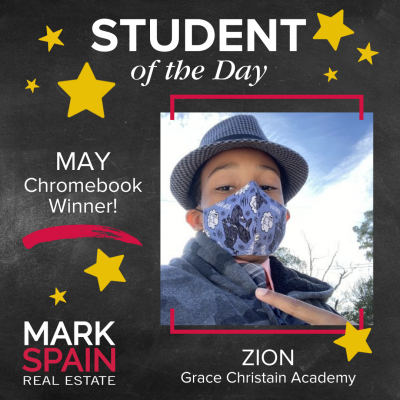 STUDENT
of the Day
MAY
Chromebook
Winner!
MARK
SPAIN
REAL ESTATE
ZION
Grace Christain Academy